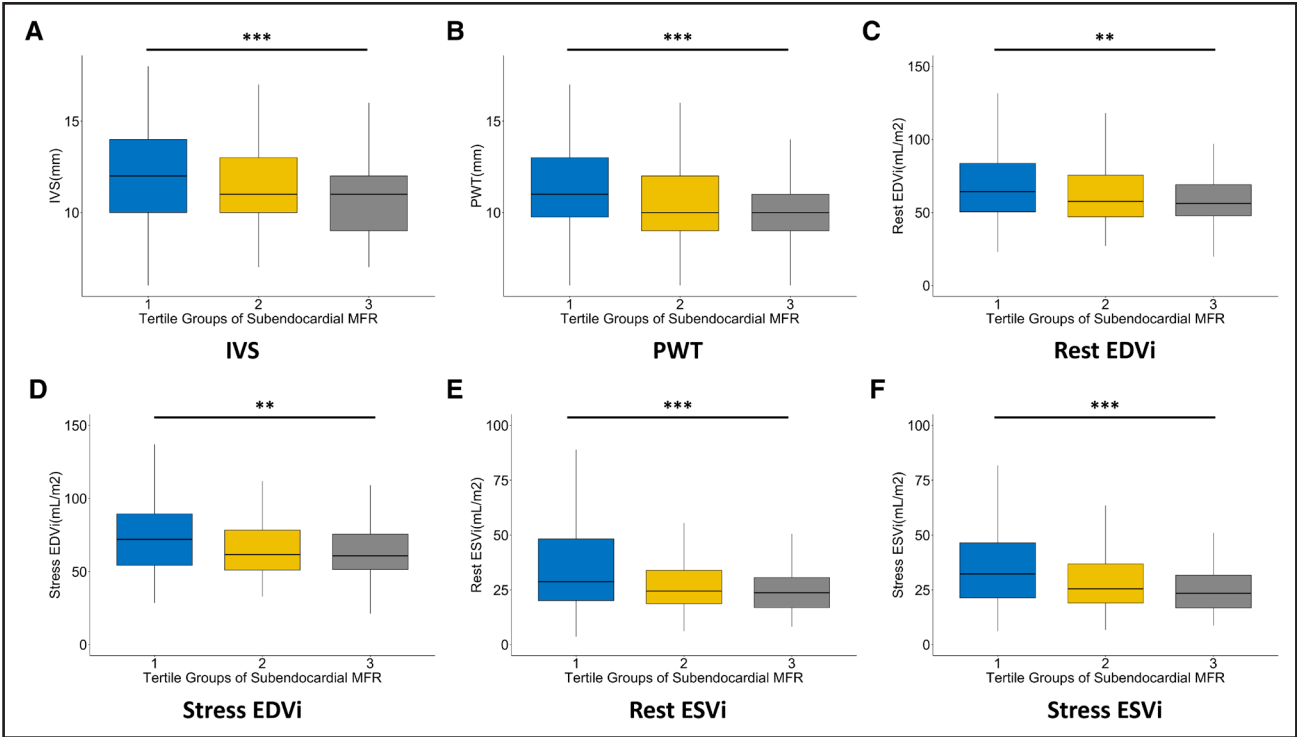 A
***
IVS(mm)
15
10
1 2 3
Tertile Groups of Subendocardial MFR
IVS
B
***
PWT(mm)
15
10
1 2 3
Tertile Groups of Subendocardial MFR
PWT
C
**
Rest EDVi(mL/m2)
150
100
50
0
1 2 3
Tertile Groups of Subendocardial MFR
Rest EDVi
D
**
Stress EDVi(mL/m2)
150
100
50
0
1 2 3
Tertile Groups of Subendocardial MFR
Stress EDVi
E
***
Rest ESVi(mL/m2)
100
75
50
25
0
1 2 3
Tertile Groups of Subendocardial MFR
Rest ESVi
F
***
Stress ESVi(mL/m2)
100
75
50
25
0
1 2 3
Tertile Groups of Subendocardial MFR
Stress ESVi